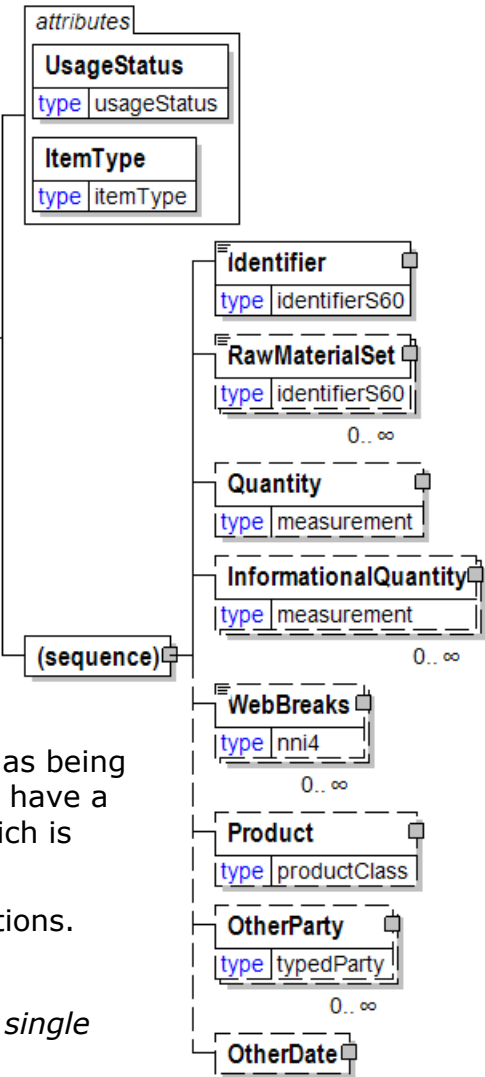 attributes
UsageStatus
type usageStatus
ItemType
type itemType
Identifier
type identifierS60
RawMaterialSet
type identifierS60
0.. ∞
Quantity
type measurement
InformationalQuantity
type measurement
0.. ∞
(sequence)
WebBreaks
type nni4
0.. ∞
Product
type productClass
OtherParty
type typedParty
0.. ∞
OtherDate
as being
have a
ich is
tions.
single